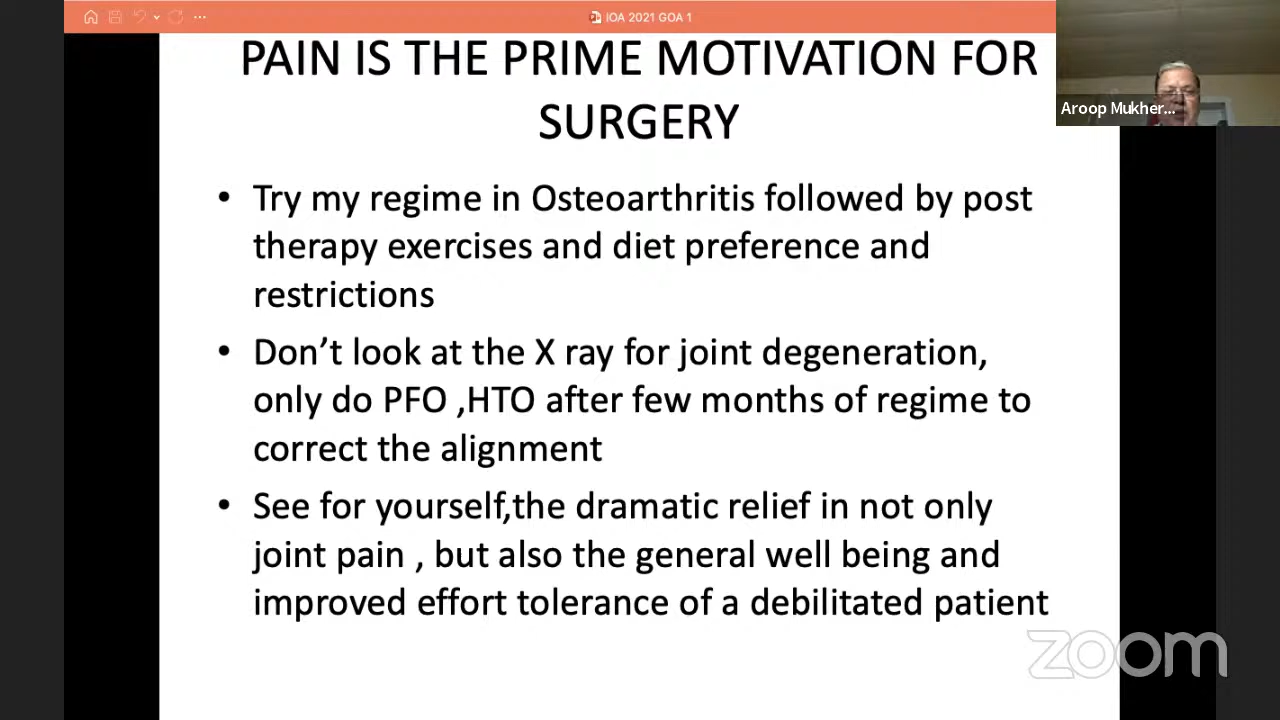 IOA 2021 GOA 1
PAIN IS THE PRIME MOTIVATION FOR
SURGERY
Aroop Mukher...
• Try my regime in Osteoarthritis followed by post
therapy exercises and diet preference and
restrictions
• Don't look at the X ray for joint degeneration,
only do PFO ,HTO after few months of regime to
correct the alignment
• See for yourself,the dramatic relief in not only
joint pain , but also the general well being and
improved effort tolerance of a debilitated patient
zoom